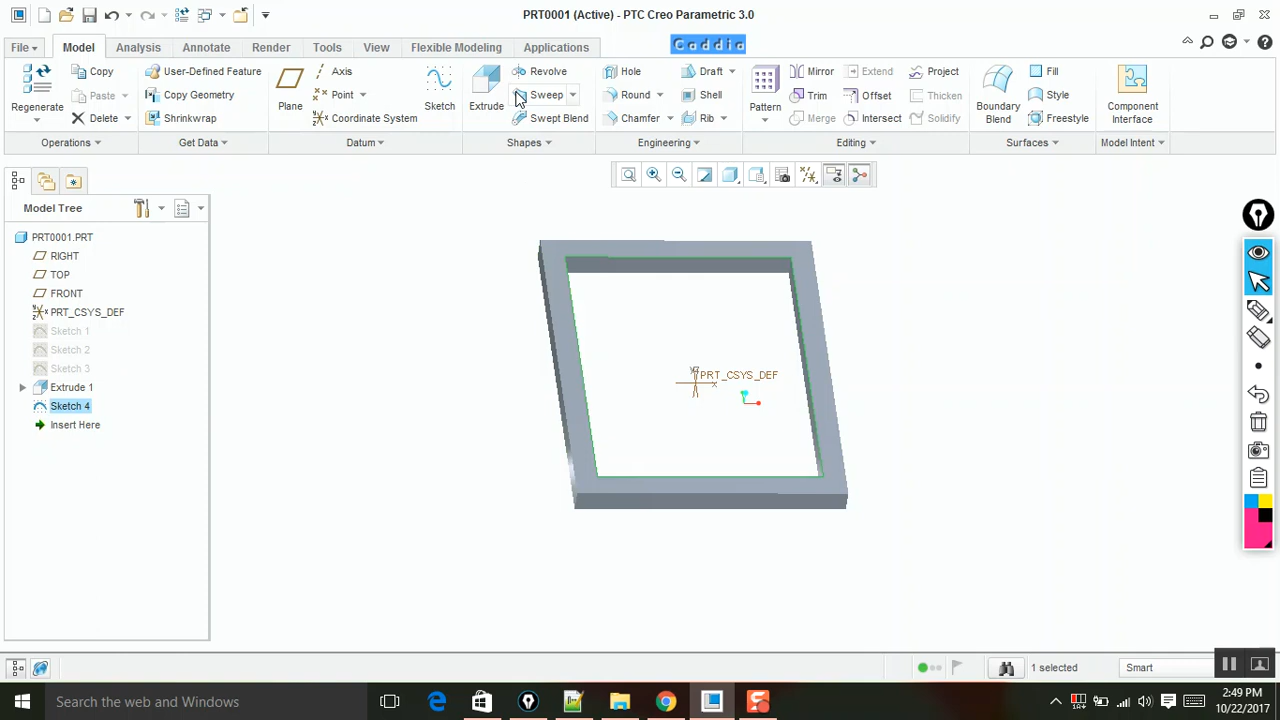 PRT0001 (Active) - PTC Creo Parametric 3.0
File Model Analysis Annotate Render Tools View Flexible Modeling Applications
Caddia
Regenerate
Copy
Paste
Delete
Operations
User-Defined Feature
Copy Geometry
Shrinkwrap
Get Data
Plane
Axis
Point
Coordinate System
Sketch
Datum
Extrude
Revolve
Sweep
Swept Blend
Shapes
Hole
Round
Chamfer
Draft
Shell
Rib
Engineering
Pattern
Mirror
Trim
Merge
Extend
Offset
Intersect
Project
Thicken
Solidify
Editing
Boundary
Blend
Fill
Style
Freestyle
Surfaces
Component
Interface
Model Intent
Model Tree
PRT0001.PRT
RIGHT
TOP
FRONT
PRT_CSYS_DEF
Sketch 1
Sketch 2
Sketch 3
Extrude 1
Sketch 4
Insert Here
PRT_CSYS_DEF
1 selected
Smart
Search the web and Windows
2:49 PM
10/22/2017